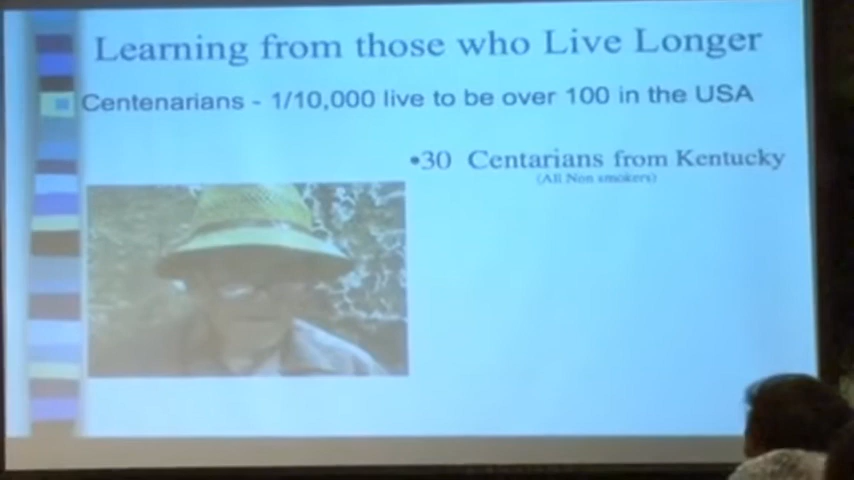 Learning from those who Live Longer
Centenarians - 1/10,000 live to be over 100 in the USA
•30 Centarians from Kentucky
(All Non smokers)